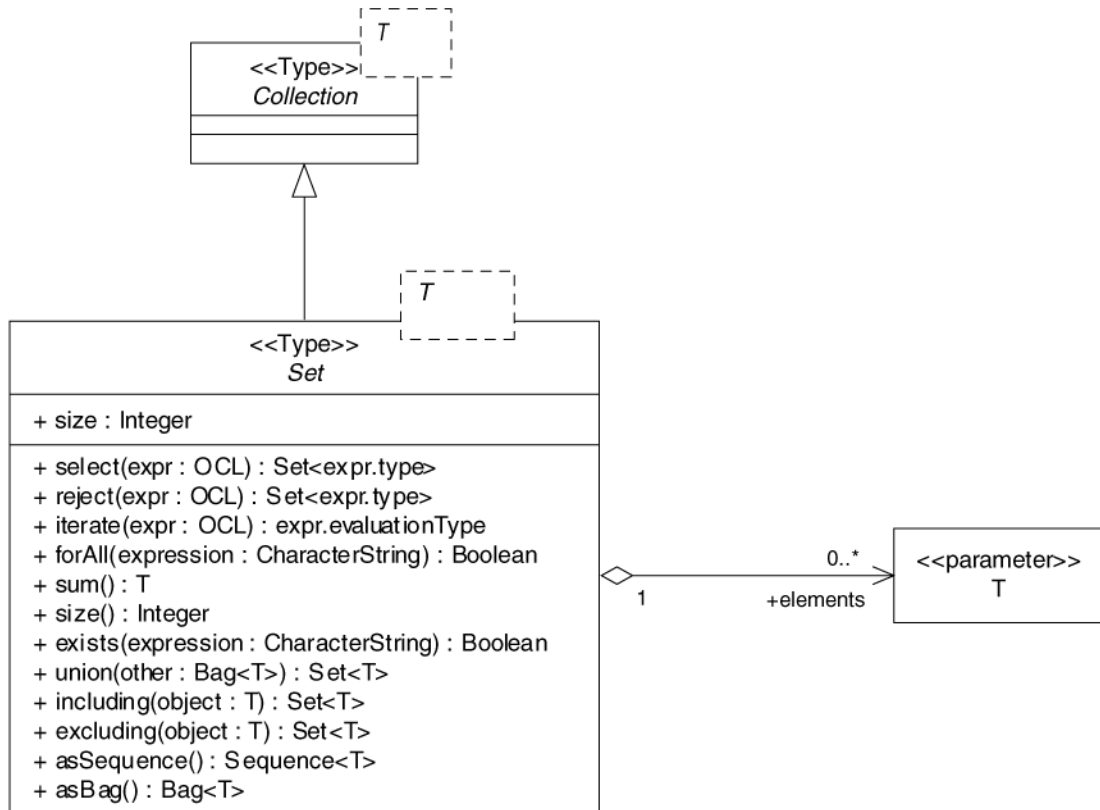 T
<<Type>>
Collection
T
<<Type>>
Set
+ size : Integer
+ select(expr : OCL) : Set<expr.type>
+ reject(expr : OCL) : Set<expr.type>
+ iterate(expr : OCL) : expr.evaluationType
+ forAll(expression : CharacterString) : Boolean
+ sum() : T
+ size() : Integer
+ exists(expression : CharacterString) : Boolean
+ union(other : Bag<T>) : Set<T>
+ including(object : T) : Set<T>
+ excluding(object : T) : Set<T>
+ asSequence() : Sequence<T>
+ asBag() : Bag<T>
1
0..*
+elements
<<parameter>>
T